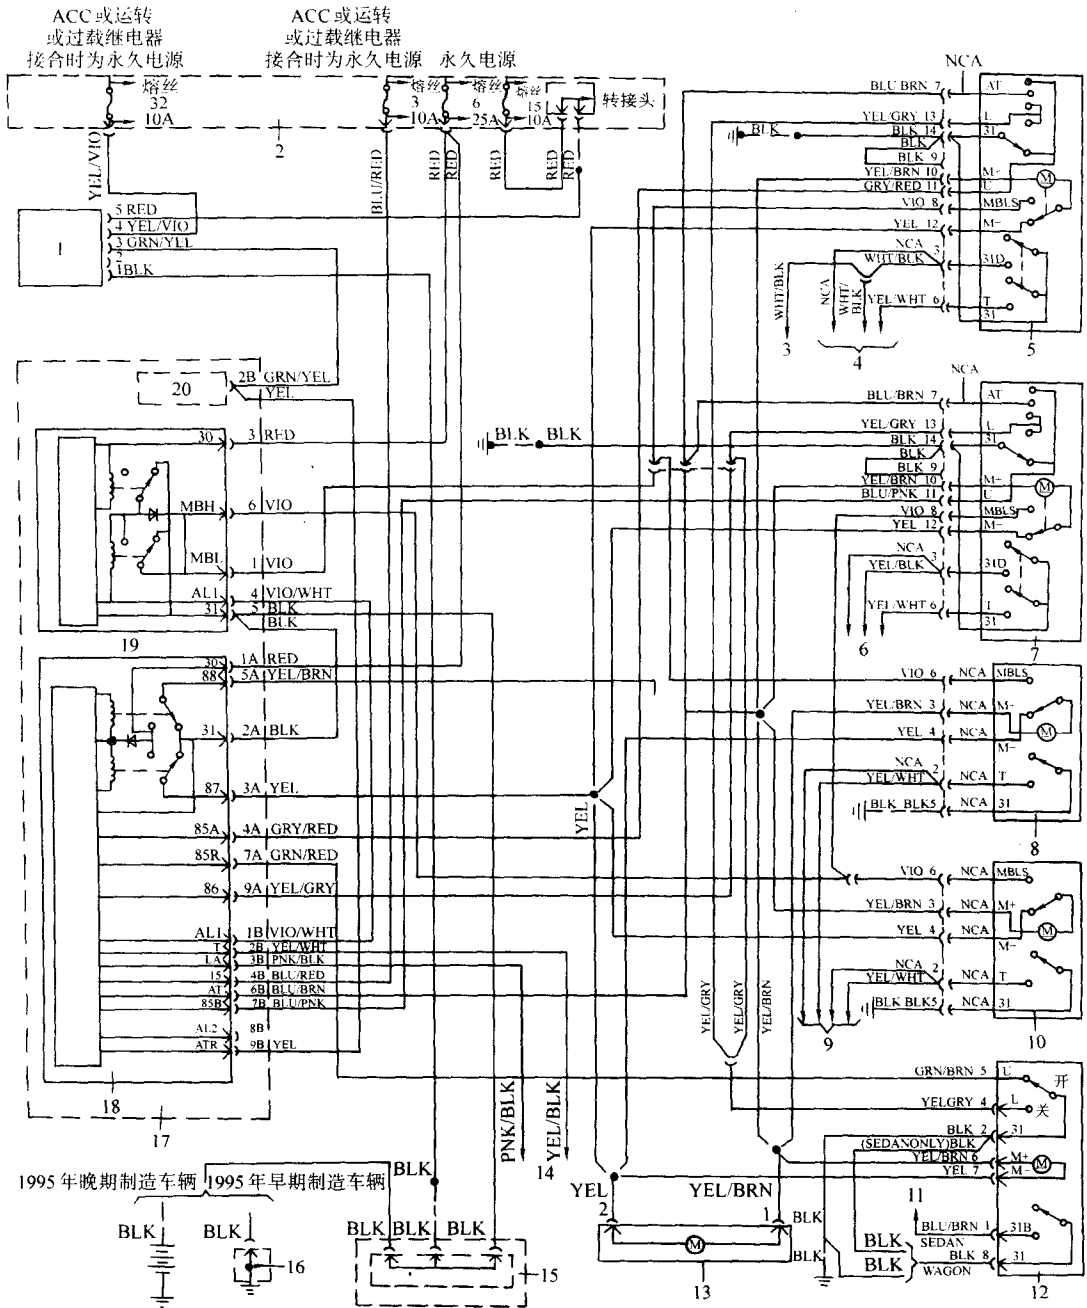 ACC或运转
或过载继电器
接合时为永久电源
ACC或运转
或过载继电器
接合时为永久电源
永久电源
熔丝
32
10A
熔丝
3
10A
熔丝
6
25A
熔丝
15
10A
转接头
2
YEL/VIO
BLU/RED
RED
RED
RED
RED
1
5 RED
4 YEL/VIO
3 GRN/YEL
2
1BLK
20
2B GRN/YEL
YEL
30 3 RED
MBH 6 VIO
MBL 1 VIO
AL1 4 VIO/WHT
31 5 BLK
BLK
19
30 1A RED
88 5A YEL/BRN
31 2A BLK
87 3A YEL
85A 4A GRY/RED
85R 7A GRN/RED
86 9A YEL/GRY
AL1 1B VIO/WHT
T 2B YEL/WHT
LA 3B PNK/BLK
15 4B BLU/RED
AT 6B BLU/BRN
85B 7B BLU/PNK
AL2 8B
ATR 9B YEL
18
17
NCA
BLU BRN 7 AT
YEL/GRY 13 L
BLK
BLK 14 31
BLK
BLK 9
YEL/BRN 10 M+
GRY/RED 11 U
M
VIO 8 MBLS
YEL 12 M-
NCA 3
WHT/BLK 31D
WHT/BLK
NCA
WHT/BLK
YEL/WHT 6 T
31
3
4
5
NCA
BLU/BRN 7 AT
YEL/GRY 13 L
BLK BLK
BLK 14 31
BLK
BLK 9
YEL/BRN 10 M+
BLU/PNK 11 U
M
VIO 8 MBLS
YEL 12 M-
NCA 3
YEL/BLK 31D
YEL/WHT 6 T
31
6
7
VIO 6 NCA MBLS
YEL/BRN 3 NCA M+
YEL 4 NCA M
M-
NCA 2
YEL/WHT NCA T
BLK BLK5 NCA 31
8
YEL
VIO 6 NCA MBLS
YEL/BRN 3 NCA M+
YEL 4 NCA M
M-
NCA 2
YEL/WHT NCA T
BLK BLK5 NCA 31
9
10
YEL/GRY
YEL/GRY
YEL/BRN
GRN/BRN 5 U
开
YELGRY 4 L
关
BLK 2 31
(SEDANONLY)BLK
YEL/BRN 6 M+
YEL 7 M-
M
11
BLU/BRN 1 31B
SEDAN
BLK
BLK 8 31
BLK
WAGON
12
PNK/BLK
YEL/BLK
14
YEL
2
YEL/BRN
1
BLK
M
BLK
13
1995年晚期制造车辆
1995年早期制造车辆
BLK
BLK
16
BLK
BLK
BLK
BLK
15